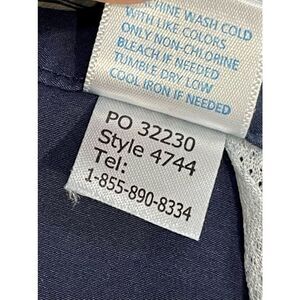 HINE WASH COLD
WITH LIKE COLORS
ONLY NON-CHLORINE
BLEACH IF NEEDED
TUMBLE DRY LOW
COOL IRON IF NEEDED
PO 32230
Style 4744
Tel:
1-855-890-8334